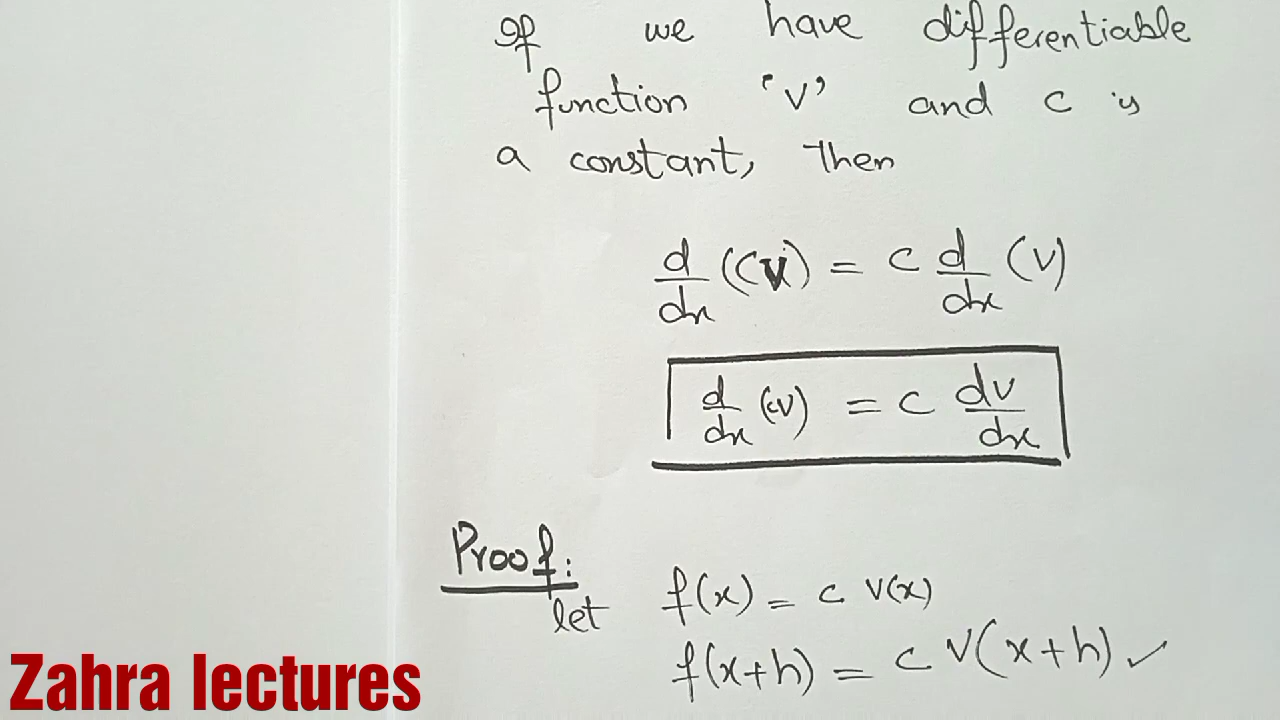 If we have differentiable
function 'v' and c is
a constant, Then
d/dx (cv) = c d/dx (v)
d/dx (cv) = c dv/dx
Proof:
let f(x) = c v(x)
f(x+h) = c v(x+h) ✓
Zahra lectures